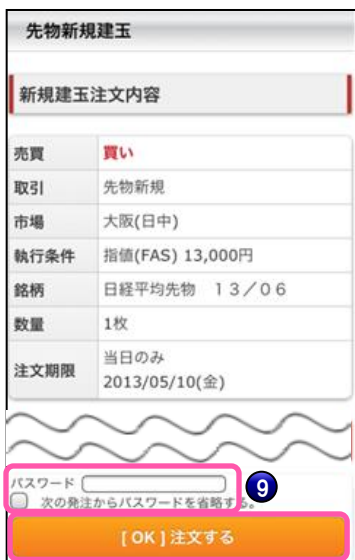 先物新規建玉
新規建玉注文内容
売買 買い
取引 先物新規
市場 大阪(日中)
執行条件 指値(FAS) 13,000円
銘柄 日経平均先物 13/06
数量 1枚
注文期限 当日のみ
2013/05/10(金)
パスワード
9
次の発注からパスワードを省略する。
[ OK ] 注文する